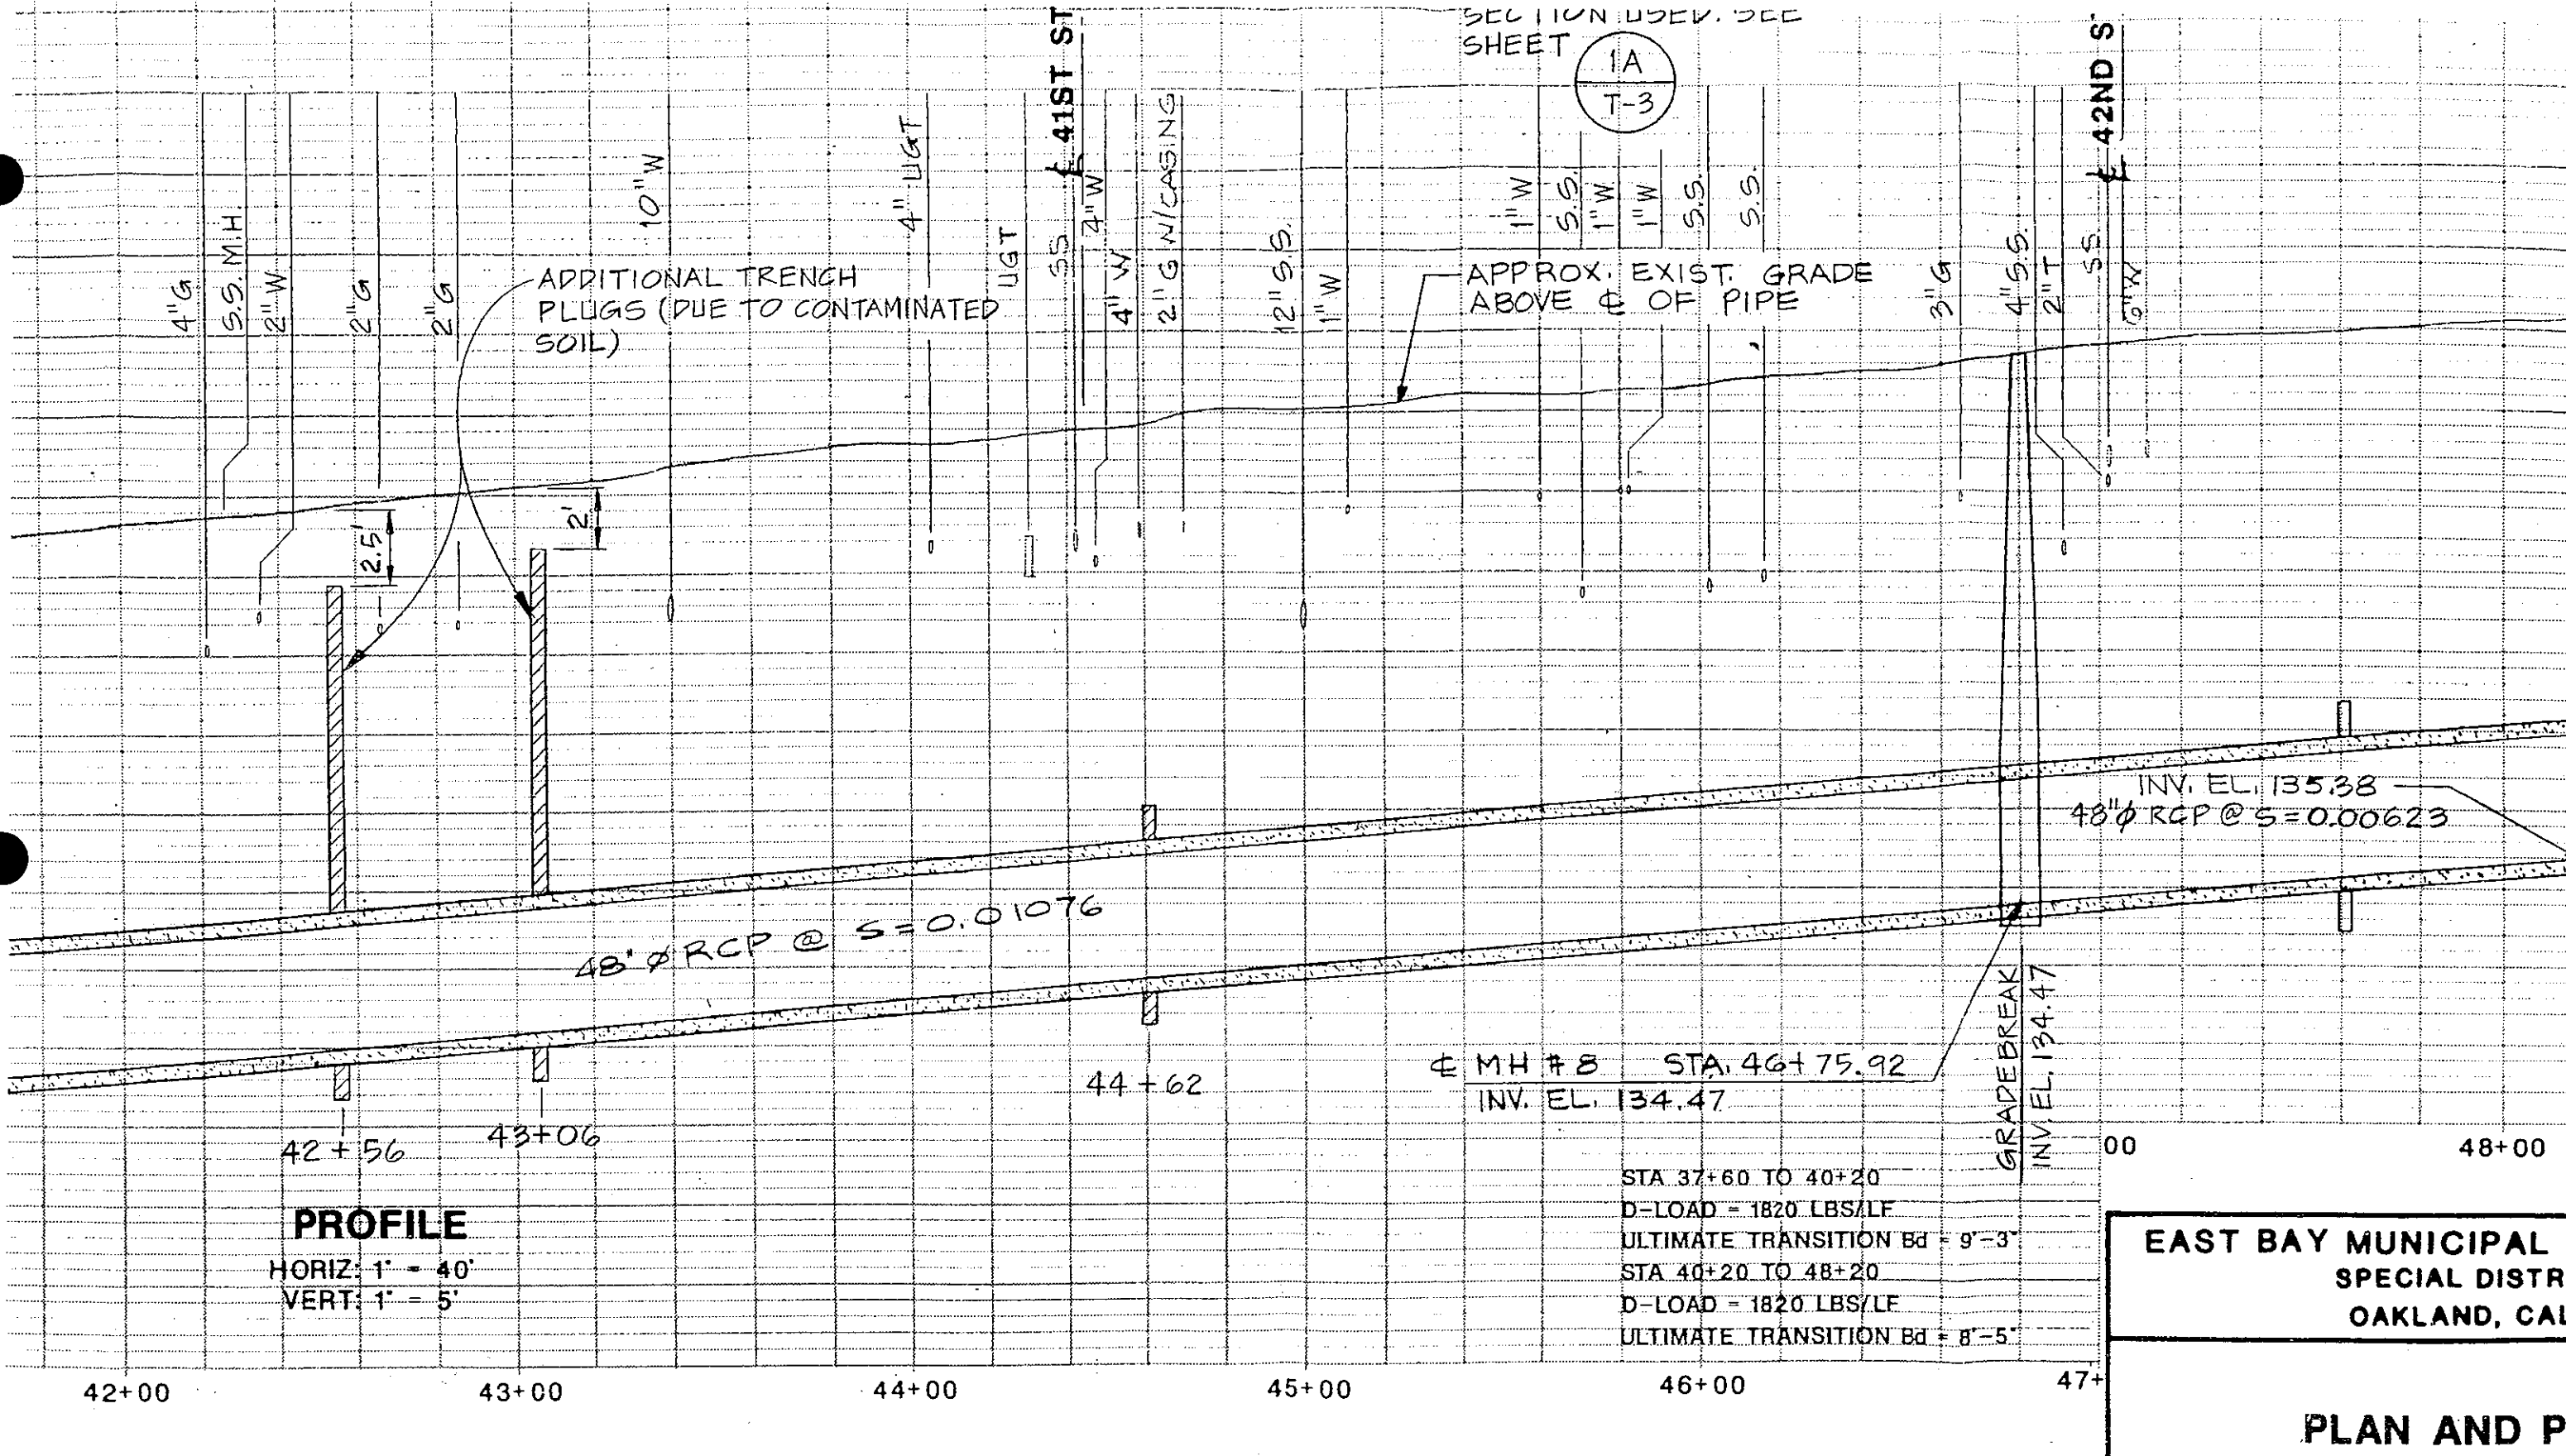 SECTION USED. SEE
SHEET
1A
T-3
4"G
S.S.M.H.
2"W
2"G
2"G
10"W
4" UGT
UGT
S.S.
℄ 41ST ST
4"W
4"W
2"G W/CASING
12"S.S.
1"W
1"W
S.S.
1"W
1"W
S.S.
S.S.
3"G
4"S.S.
2"T
S.S.
℄ 42ND S
6"W
ADDITIONAL TRENCH
PLUGS (DUE TO CONTAMINATED
SOIL)
APPROX. EXIST. GRADE
ABOVE ℄ OF PIPE
2.5'
2'
INV. EL. 135.38
48"ϕ RCP @ S=0.00623
48"ϕ RCP @ S=0.01076
℄ MH #8 STA. 46+75.92
INV. EL. 134.47
GRADE BREAK
INV. EL. 134.47
42+56
43+06
44+62
00
48+00
PROFILE
HORIZ: 1" = 40'
VERT: 1" = 5'
STA 37+60 TO 40+20
D-LOAD = 1820 LBS/LF
ULTIMATE TRANSITION Bd = 9'-3"
STA 40+20 TO 48+20
D-LOAD = 1820 LBS/LF
ULTIMATE TRANSITION Bd = 8'-5"
EAST BAY MUNICIPAL
SPECIAL DISTR
OAKLAND, CAL
42+00
43+00
44+00
45+00
46+00
47+
PLAN AND P